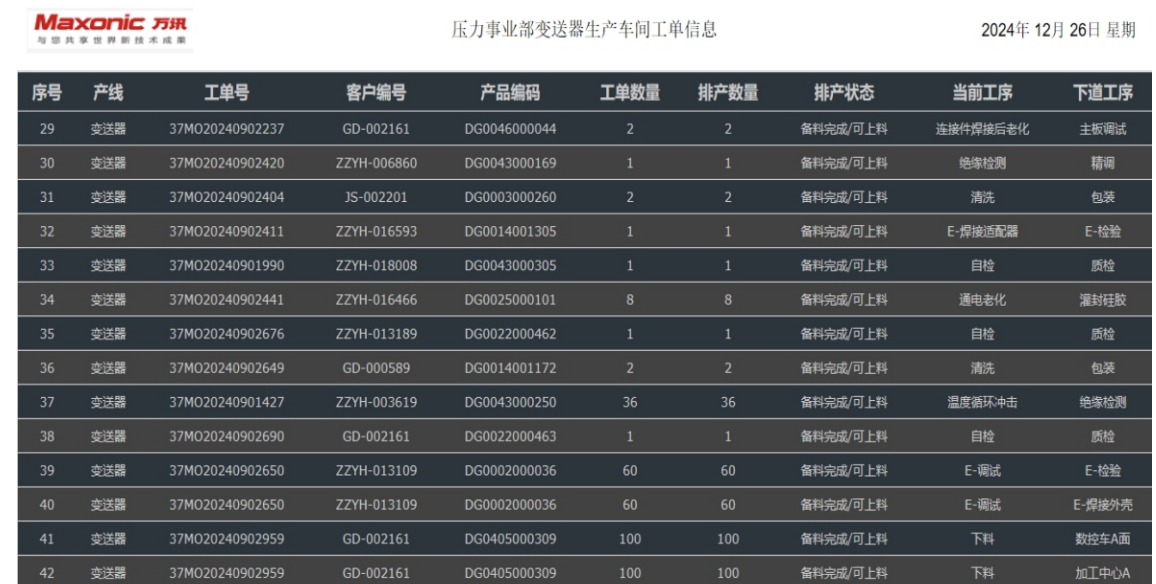 Maxonic 万讯
与您共享世界新技术成果
压力事业部变送器生产车间工单信息
2024年 12月 26日 星期
序号 产线 工单号 客户编号 产品编码 工单数量 排产数量 排产状态 当前工序 下道工序
29 变送器 37MO20240902237 GD-002161 DG0046000044 2 2 备料完成/可上料 连接件焊接后老化 主板调试
30 变送器 37MO20240902420 ZZYH-006860 DG0043000169 1 1 备料完成/可上料 绝缘检测 精调
31 变送器 37MO20240902404 JS-002201 DG0003000260 2 2 备料完成/可上料 清洗 包装
32 变送器 37MO20240902411 ZZYH-016593 DG0014001305 1 1 备料完成/可上料 E-焊接适配器 E-检验
33 变送器 37MO20240901990 ZZYH-018008 DG0043000305 1 1 备料完成/可上料 自检 质检
34 变送器 37MO20240902441 ZZYH-016466 DG0025000101 8 8 备料完成/可上料 通电老化 灌封硅胶
35 变送器 37MO20240902676 ZZYH-013189 DG0022000462 1 1 备料完成/可上料 自检 质检
36 变送器 37MO20240902649 GD-000589 DG0014001172 2 2 备料完成/可上料 清洗 包装
37 变送器 37MO20240901427 ZZYH-003619 DG0043000250 36 36 备料完成/可上料 温度循环冲击 绝缘检测
38 变送器 37MO20240902690 GD-002161 DG0022000463 1 1 备料完成/可上料 自检 质检
39 变送器 37MO20240902650 ZZYH-013109 DG0002000036 60 60 备料完成/可上料 E-调试 E-检验
40 变送器 37MO20240902650 ZZYH-013109 DG0002000036 60 60 备料完成/可上料 E-调试 E-焊接外壳
41 变送器 37MO20240902959 GD-002161 DG0405000309 100 100 备料完成/可上料 下料 数控车A面
42 变送器 37MO20240902959 GD-002161 DG0405000309 100 100 备料完成/可上料 下料 加工中心A